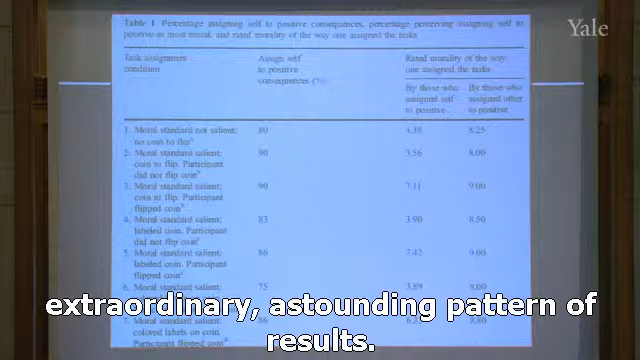 Table 1 Percentage assigning self to positive consequences, percentage perceiving assigning self to
positive as most moral, and rated morality of the way one assigned the tasks
Yale
Task assignment
condition
Assign self
to positive
consequences (%)
Rated morality of the way
one assigned the tasks
By those who
assigned self
to positive
By those who
assigned other
to positive
1. Moral standard not salient; 80 4.38 8.25
no coin to flip
2. Moral standard salient; 90 3.56 8.00
coin to flip. Participant
did not flip coin
3. Moral standard salient; 90 7.11 9.00
coin to flip. Participant
flipped coin
4. Moral standard salient; 83 3.90 8.50
labeled coin. Participant
did not flip coin
5. Moral standard salient; 86 7.42 9.00
labeled coin. Participant
flipped coin
6. Moral standard salient; 75 3.89 8.00
colored labels on coin.
Participant flipped coin
extraordinary, astounding pattern of
results.